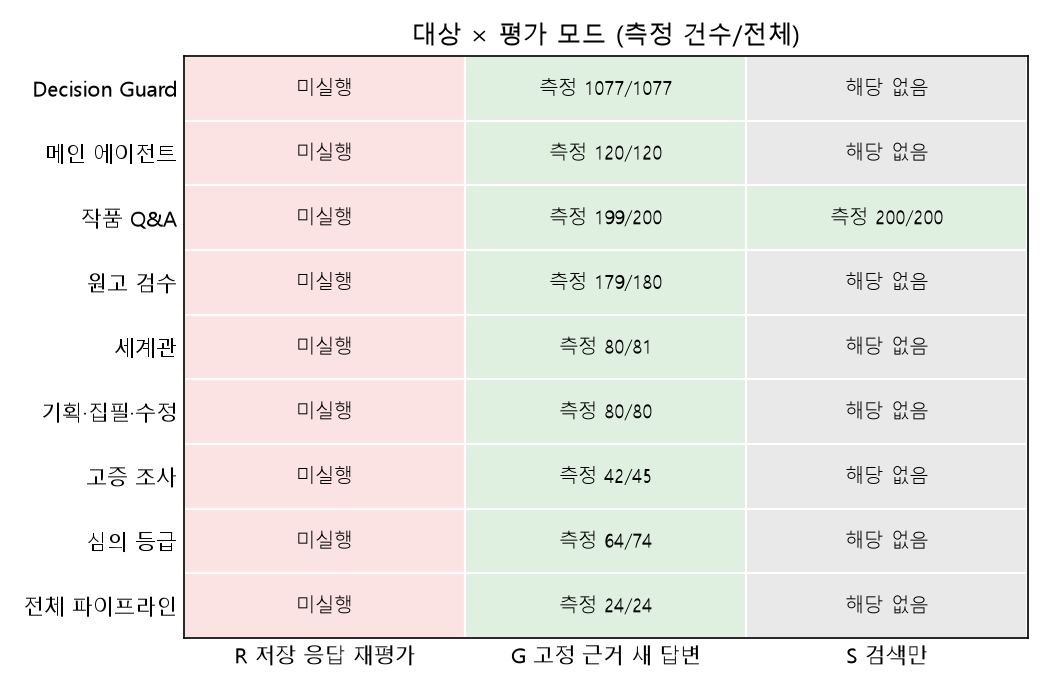 대상 × 평가 모드 (측정 건수/전체)
Decision Guard 미실행 측정 1077/1077 해당 없음
메인 에이전트 미실행 측정 120/120 해당 없음
작품 Q&A 미실행 측정 199/200 측정 200/200
원고 검수 미실행 측정 179/180 해당 없음
세계관 미실행 측정 80/81 해당 없음
기획·집필·수정 미실행 측정 80/80 해당 없음
고증 조사 미실행 측정 42/45 해당 없음
심의 등급 미실행 측정 64/74 해당 없음
전체 파이프라인 미실행 측정 24/24 해당 없음
R 저장 응답 재평가 G 고정 근거 새 답변 S 검색만